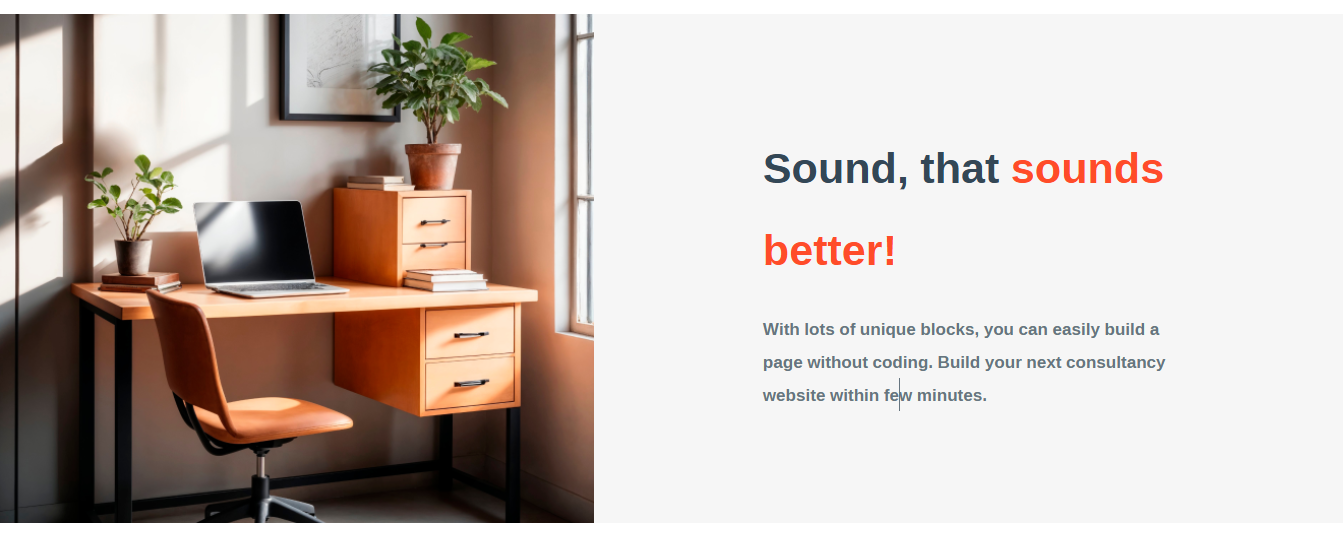 Sound, that sounds
better!
With lots of unique blocks, you can easily build a
page without coding. Build your next consultancy
website within few minutes.